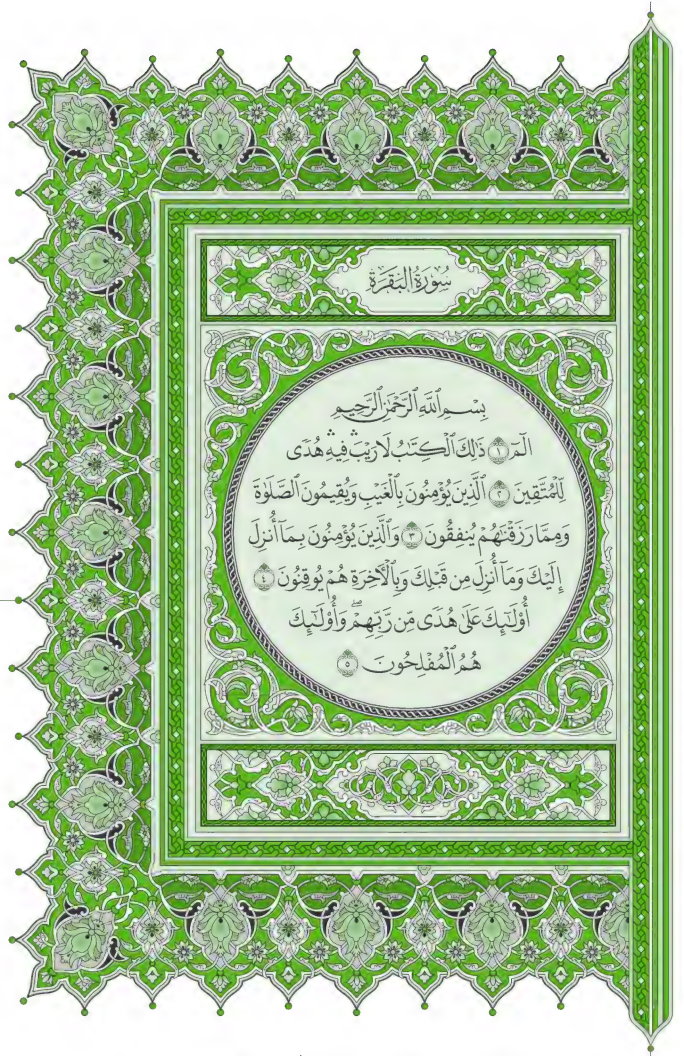 سُورَةُ البَقَرَةِ
بِسْمِ ٱللَّهِ ٱلرَّحْمَٰنِ ٱلرَّحِيمِ
الٓمٓ ۝١ ذَٰلِكَ ٱلْكِتَٰبُ لَا رَيْبَ ۛ فِيهِ ۛ هُدًى
لِّلْمُتَّقِينَ ۝٢ ٱلَّذِينَ يُؤْمِنُونَ بِٱلْغَيْبِ وَيُقِيمُونَ ٱلصَّلَوٰةَ
وَمِمَّا رَزَقْنَٰهُمْ يُنفِقُونَ ۝٣ وَٱلَّذِينَ يُؤْمِنُونَ بِمَآ أُنزِلَ
إِلَيْكَ وَمَآ أُنزِلَ مِن قَبْلِكَ وَبِٱلْأٓخِرَةِ هُمْ يُوقِنُونَ ۝٤
أُو۟لَٰٓئِكَ عَلَىٰ هُدًى مِّن رَّبِّهِمْ ۖ وَأُو۟لَٰٓئِكَ
هُمُ ٱلْمُفْلِحُونَ ۝٥